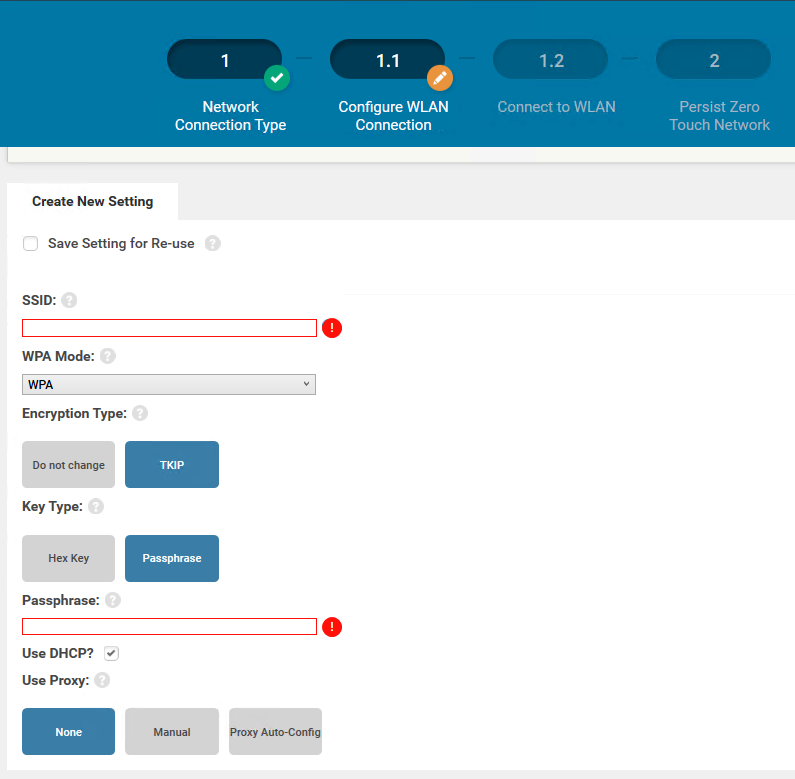 1
1.1
1.2
2
Network
Connection Type
Configure WLAN
Connection
Connect to WLAN
Persist Zero
Touch Network
Create New Setting
Save Setting for Re-use ?
SSID: ?
!
WPA Mode: ?
WPA
Encryption Type: ?
Do not change
TKIP
Key Type: ?
Hex Key
Passphrase
Passphrase: ?
!
Use DHCP?
Use Proxy: ?
None
Manual
Proxy Auto-Config